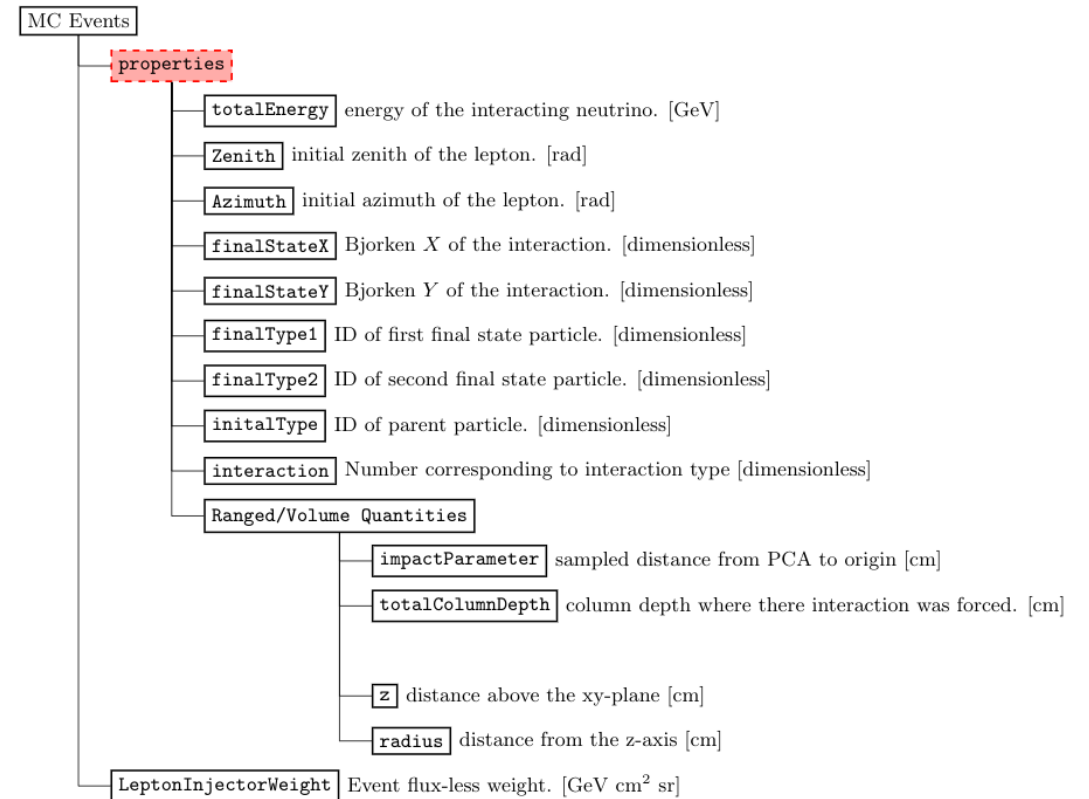 MC Events
properties
totalEnergy energy of the interacting neutrino. [GeV]
Zenith initial zenith of the lepton. [rad]
Azimuth initial azimuth of the lepton. [rad]
finalStateX Bjorken X of the interaction. [dimensionless]
finalStateY Bjorken Y of the interaction. [dimensionless]
finalType1 ID of first final state particle. [dimensionless]
finalType2 ID of second final state particle. [dimensionless]
initalType ID of parent particle. [dimensionless]
interaction Number corresponding to interaction type [dimensionless]
Ranged/Volume Quantities
impactParameter sampled distance from PCA to origin [cm]
totalColumnDepth column depth where there interaction was forced. [cm]
z distance above the xy-plane [cm]
radius distance from the z-axis [cm]
LeptonInjectorWeight Event flux-less weight. [GeV cm² sr]